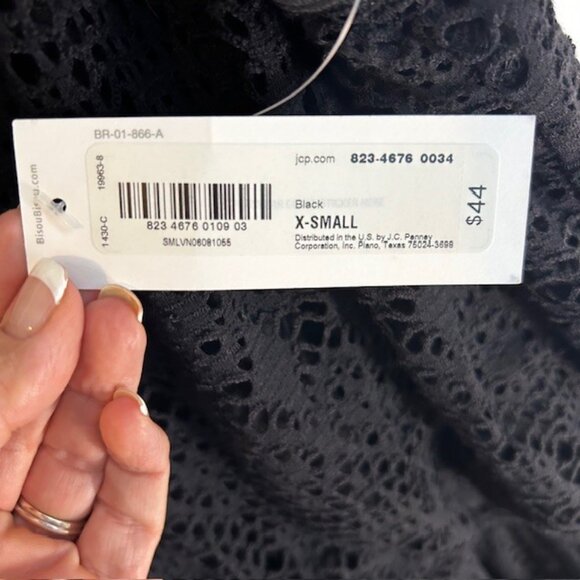 BR-01-866-A
BisouBisou.com
1430-C
19963-8
823 4676 0109 03
SMLVN06081055
jcp.com 823-4676 0034
Black
X-SMALL
Distributed in the U.S. by J.C. Penney
Corporation, Inc. Plano, Texas 75024-3699
$44